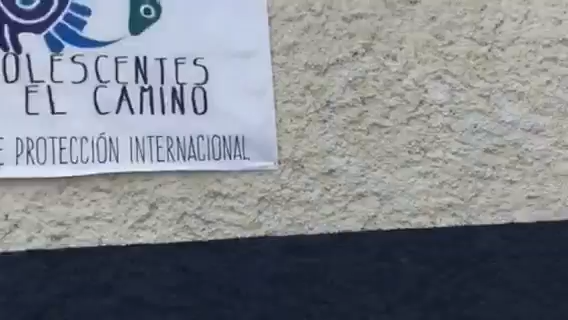 OLESCENTES
EL CAMINO
E PROTECCIÓN INTERNACIONAL